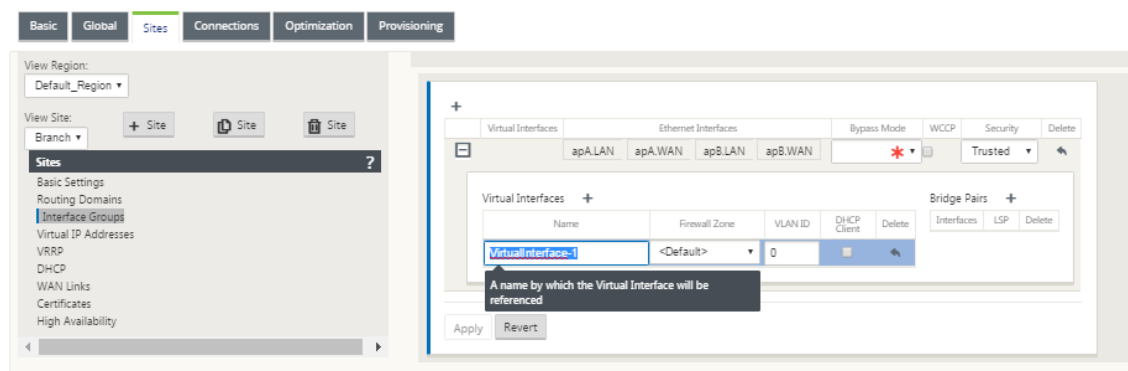 Basic Global Sites Connections Optimization Provisioning
View Region:
Default_Region
View Site:
Branch
+ Site Site Site
Sites ?
Basic Settings
Routing Domains
Interface Groups
Virtual IP Addresses
VRRP
DHCP
WAN Links
Certificates
High Availability
+
Virtual Interfaces Ethernet Interfaces Bypass Mode WCCP Security Delete
apA.LAN apA.WAN apB.LAN apB.WAN * Trusted
Virtual Interfaces +
Name Firewall Zone VLAN ID DHCP Client Delete
VirtualInterface-1 <Default> 0
A name by which the Virtual Interface will be
referenced
Bridge Pairs +
Interfaces LSP Delete
Apply Revert